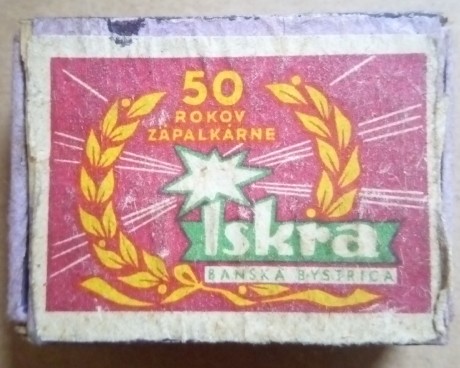 50
ROKOV
ZÁPALKÁRNE
Iskra
BANSKÁ BYSTRICA